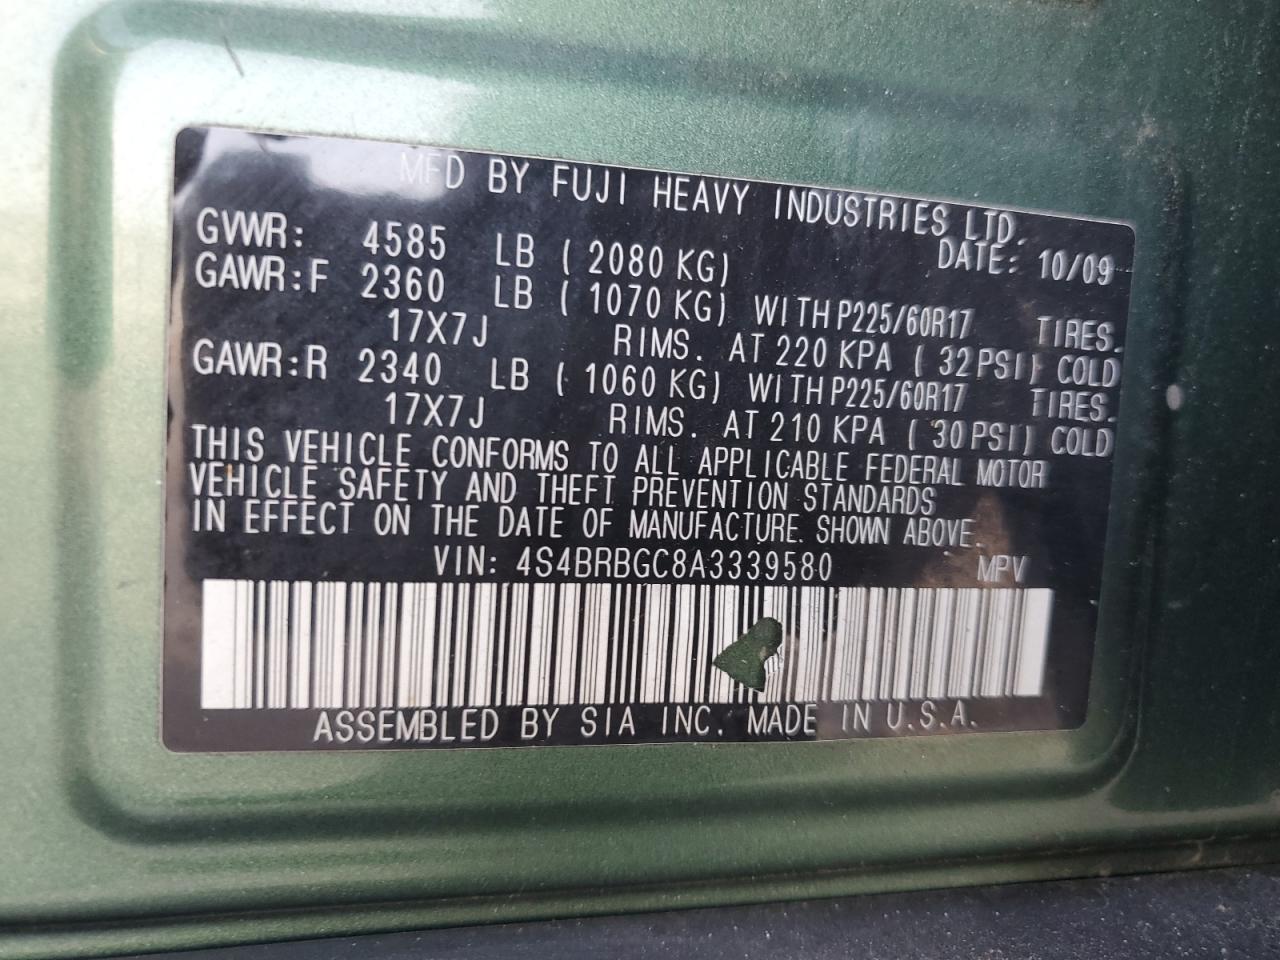 MFD BY FUJI HEAVY INDUSTRIES LTD.
DATE: 10/09
GVWR: 4585 LB ( 2080 KG)
GAWR:F 2360 LB ( 1070 KG) WITH P225/60R17 TIRES.
17X7J RIMS. AT 220 KPA ( 32PSI) COLD
GAWR:R 2340 LB ( 1060 KG) WITH P225/60R17 TIRES.
17X7J RIMS. AT 210 KPA ( 30PSI) COLD
THIS VEHICLE CONFORMS TO ALL APPLICABLE FEDERAL MOTOR
VEHICLE SAFETY AND THEFT PREVENTION STANDARDS
IN EFFECT ON THE DATE OF MANUFACTURE SHOWN ABOVE.
VIN: 4S4BRBGC8A3339580 MPV
ASSEMBLED BY SIA INC. MADE IN U.S.A.